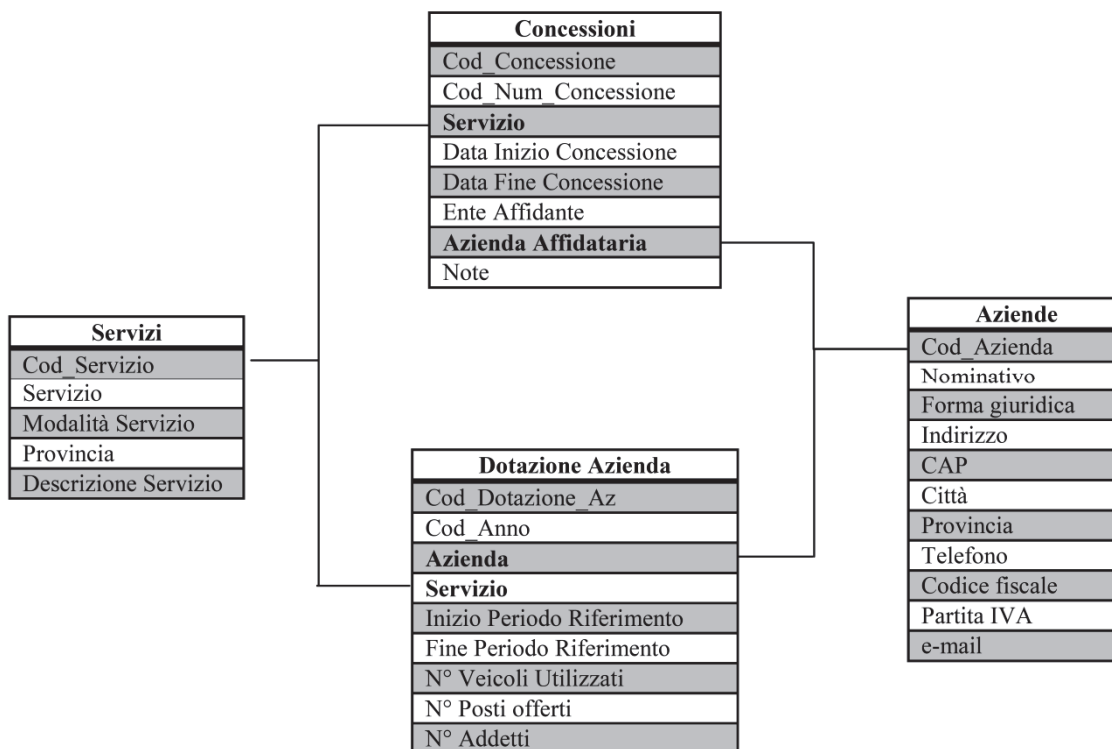 Concessioni
Cod_Concessione
Cod_Num_Concessione
Servizio
Data Inizio Concessione
Data Fine Concessione
Ente Affidante
Azienda Affidataria
Note
Servizi
Cod_Servizio
Servizio
Modalità Servizio
Provincia
Descrizione Servizio
Dotazione Azienda
Cod_Dotazione_Az
Cod_Anno
Azienda
Servizio
Inizio Periodo Riferimento
Fine Periodo Riferimento
N° Veicoli Utilizzati
N° Posti offerti
N° Addetti
Aziende
Cod_Azienda
Nominativo
Forma giuridica
Indirizzo
CAP
Città
Provincia
Telefono
Codice fiscale
Partita IVA
e-mail